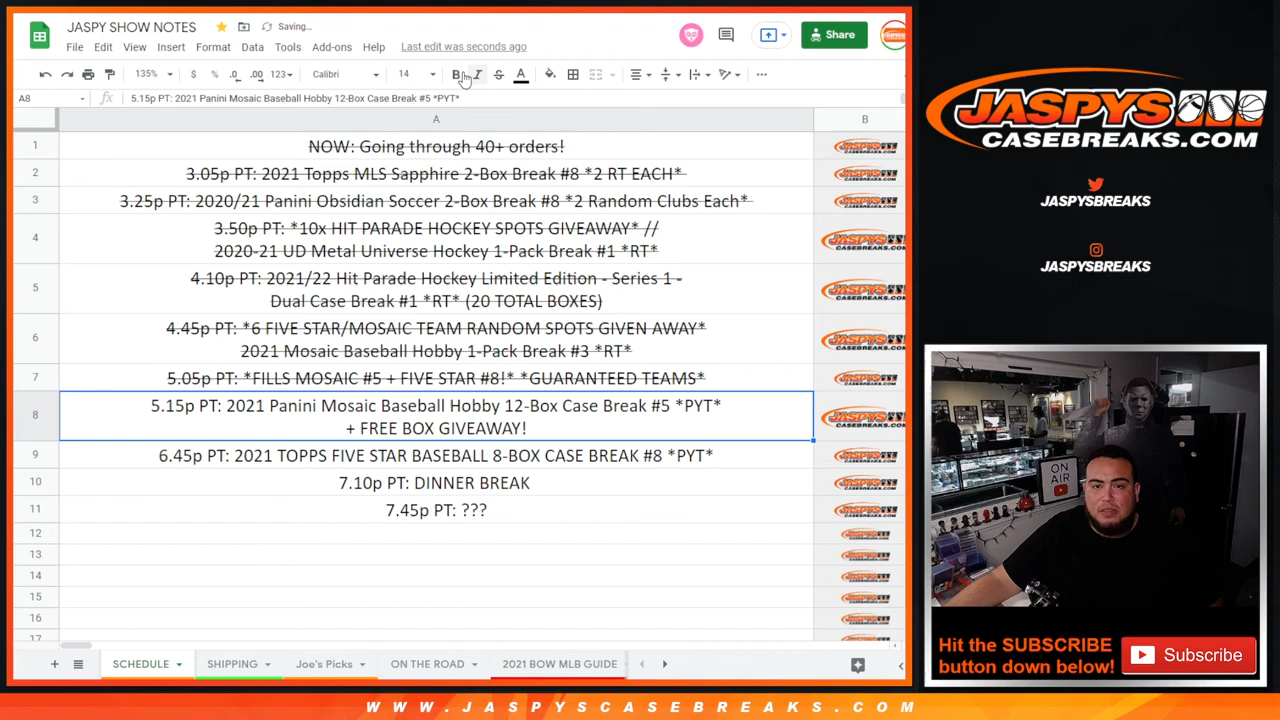 JASPY SHOW NOTES
Saving...
File Edit View Insert Format Data Tools Add-ons Help Last edit was seconds ago
Share
135% $ % .0 .00 123 Calibri 14 B I S A
A8 fx 5.15p PT: 2021 Panini Mosaic Baseball Hobby 12-Box Case Break #5 *PYT*
A B
1 NOW: Going through 40+ orders!
2 3.05p PT: 2021 Topps MLS Sapphire 2-Box Break #8 *2 RT EACH*
3 3.25p PT: 2020/21 Panini Obsidian Soccer 2-Box Break #8 *2 Random Clubs Each*
4 3.50p PT: *10x HIT PARADE HOCKEY SPOTS GIVEAWAY* //
2020-21 UD Metal Universe Hockey 1-Pack Break #1 *RT*
5 4.10p PT: 2021/22 Hit Parade Hockey Limited Edition - Series 1 -
Dual Case Break #1 *RT* (20 TOTAL BOXES)
6 4.45p PT: *6 FIVE STAR/MOSAIC TEAM RANDOM SPOTS GIVEN AWAY*
2021 Mosaic Baseball Hobby 1-Pack Break #3 *RT*
7 5.05p PT: *FILLS MOSAIC #5 + FIVE STAR #8!* *GUARANTEED TEAMS*
8 5.15p PT: 2021 Panini Mosaic Baseball Hobby 12-Box Case Break #5 *PYT*
+ FREE BOX GIVEAWAY!
9 6.45p PT: 2021 TOPPS FIVE STAR BASEBALL 8-BOX CASE BREAK #8 *PYT*
10 7.10p PT: DINNER BREAK
11 7.45p PT: ???
12
13
14
15
16
17
SCHEDULE SHIPPING Joe's Picks ON THE ROAD 2021 BOW MLB GUIDE
JASPYS
CASEBREAKS.COM
JASPYSBREAKS
JASPYSBREAKS
ON
AIR
Hit the SUBSCRIBE
button down below!
Subscribe
WWW.JASPYSCASEBREAKS.COM